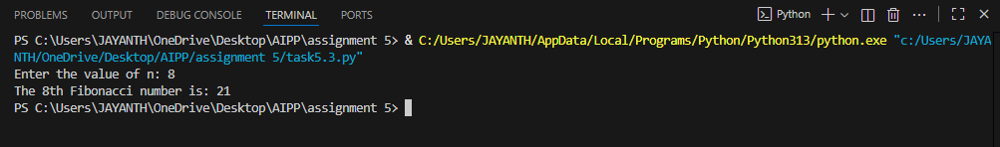 PROBLEMS OUTPUT DEBUG CONSOLE TERMINAL PORTS Python
PS C:\Users\JAYANTH\OneDrive\Desktop\AIPP\assignment 5> & C:/Users/JAYANTH/AppData/Local/Programs/Python/Python313/python.exe "c:/Users/JAYA
NTH/OneDrive/Desktop/AIPP/assignment 5/task5.3.py"
Enter the value of n: 8
The 8th Fibonacci number is: 21
PS C:\Users\JAYANTH\OneDrive\Desktop\AIPP\assignment 5>